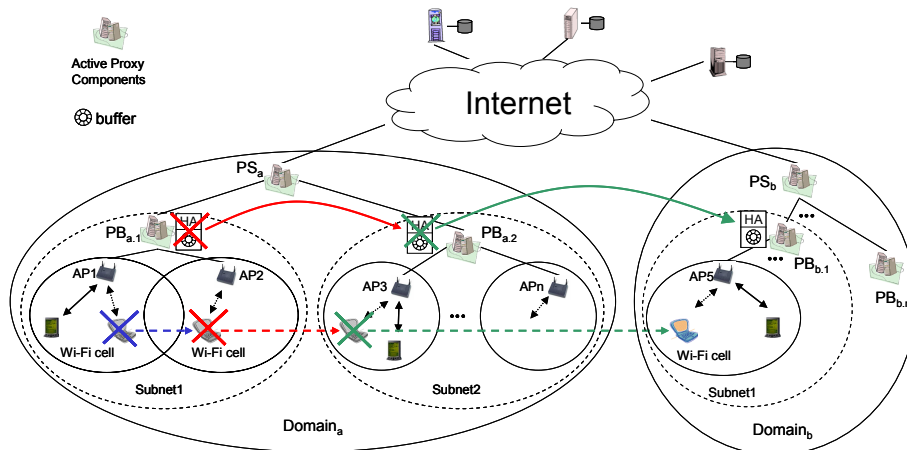 Active Proxy
Components
buffer
Internet
PSa
PSb
HA
PBa.1
HA
PBa.2
HA
PBb.1
PBb.n
AP1
AP2
AP3
APn
AP5
...
...
...
Wi-Fi cell
Wi-Fi cell
Wi-Fi cell
Subnet1
Subnet2
Subnet1
Domaina
Domainb